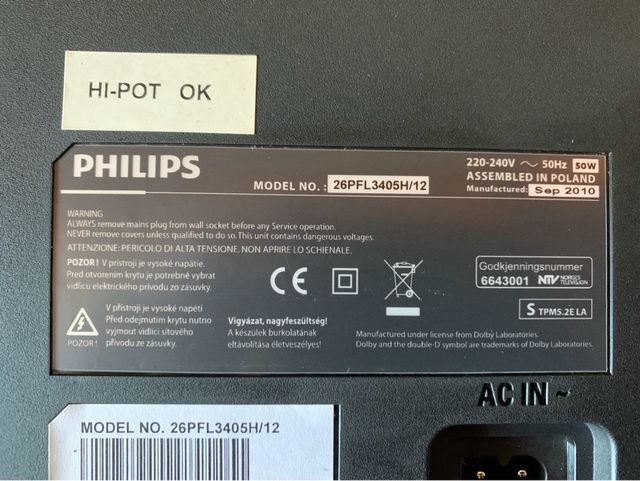 HI-POT OK
PHILIPS
220-240V ~ 50Hz 50W
ASSEMBLED IN POLAND
MODEL NO. : 26PFL3405H/12
Manufactured: Sep 2010
WARNING
ALWAYS remove mains plug from wall socket before any Service operation.
NEVER remove covers unless qualified to do so. This unit contains dangerous voltages.
ATTENZIONE: PERICOLO DI ALTA TENSIONE. NON APRIRE LO SCHIENALE.
POZOR ! V prístroji je vysoké napätie.
Pred otvorením krytu je potrebné vybrat
vidlicu elektrického prívodu zo zásuvky.
CE
Godkjenningsnummer
6643001 NTV NORSK TELEVISJON
S TPM5.2E LA
V přístroji je vysoké napětí
Před odejmutím krytu nutno
vyjmout vidlici síťového
přívodu ze zásuvky.
POZOR !
Vigyázat, nagyfeszültség!
A készülek burkolatának
eltávolítása életveszélyes!
Manufactured under license from Dolby Laboratories.
Dolby and the double-D symbol are trademarks of Dolby Laboratories.
AC IN ~
MODEL NO. 26PFL3405H/12